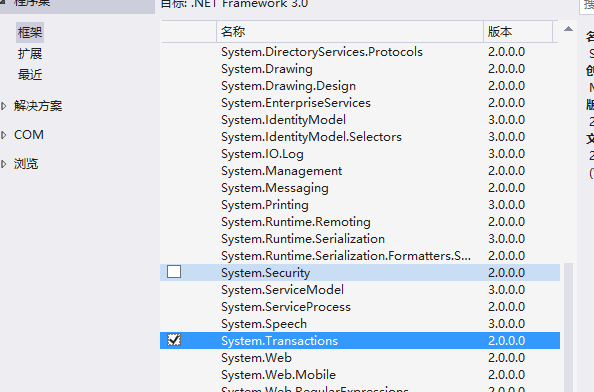 程序集
目标: .NET Framework 3.0
框架
扩展
最近
解决方案
COM
浏览
名称 版本
System.DirectoryServices.Protocols 2.0.0.0
System.Drawing 2.0.0.0
System.Drawing.Design 2.0.0.0
System.EnterpriseServices 2.0.0.0
System.IdentityModel 3.0.0.0
System.IdentityModel.Selectors 3.0.0.0
System.IO.Log 3.0.0.0
System.Management 2.0.0.0
System.Messaging 2.0.0.0
System.Printing 3.0.0.0
System.Runtime.Remoting 2.0.0.0
System.Runtime.Serialization 3.0.0.0
System.Runtime.Serialization.Formatters.S... 2.0.0.0
System.Security 2.0.0.0
System.ServiceModel 3.0.0.0
System.ServiceProcess 2.0.0.0
System.Speech 3.0.0.0
System.Transactions 2.0.0.0
System.Web 2.0.0.0
System.Web.Mobile 2.0.0.0
System.Web.RegularExpressions 2.0.0.0